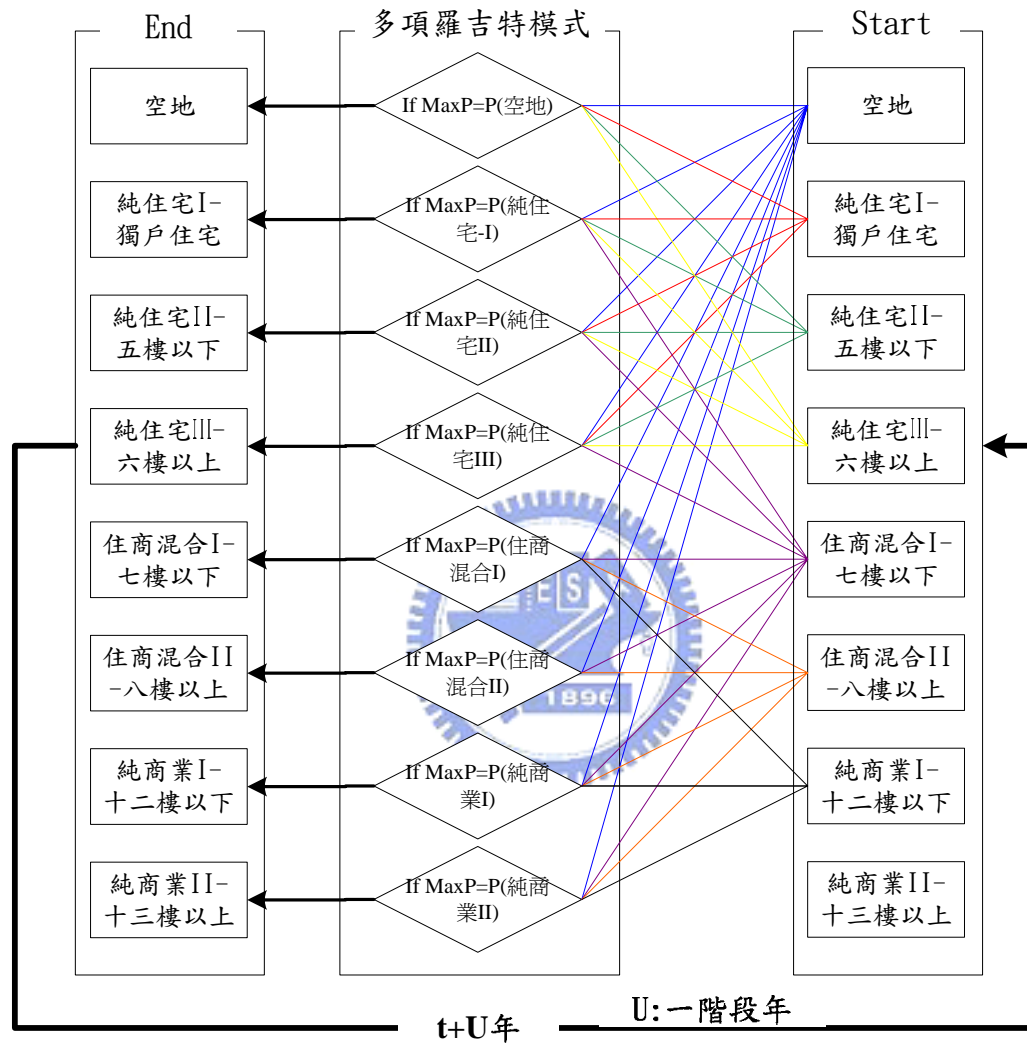 End
多項羅吉特模式
Start
空地
If MaxP=P(空地)
空地
純住宅I-
獨戶住宅
If MaxP=P(純住
宅-I)
純住宅I-
獨戶住宅
純住宅II-
五樓以下
If MaxP=P(純住
宅II)
純住宅II-
五樓以下
純住宅III-
六樓以上
If MaxP=P(純住
宅III)
純住宅III-
六樓以上
住商混合I-
七樓以下
If MaxP=P(住商
混合I)
住商混合I-
七樓以下
住商混合II
-八樓以上
If MaxP=P(住商
混合II)
住商混合II
-八樓以上
純商業I-
十二樓以下
If MaxP=P(純商
業I)
純商業I-
十二樓以下
純商業II-
十三樓以上
If MaxP=P(純商
業II)
純商業II-
十三樓以上
ES
1896
U:一階段年
t+U年